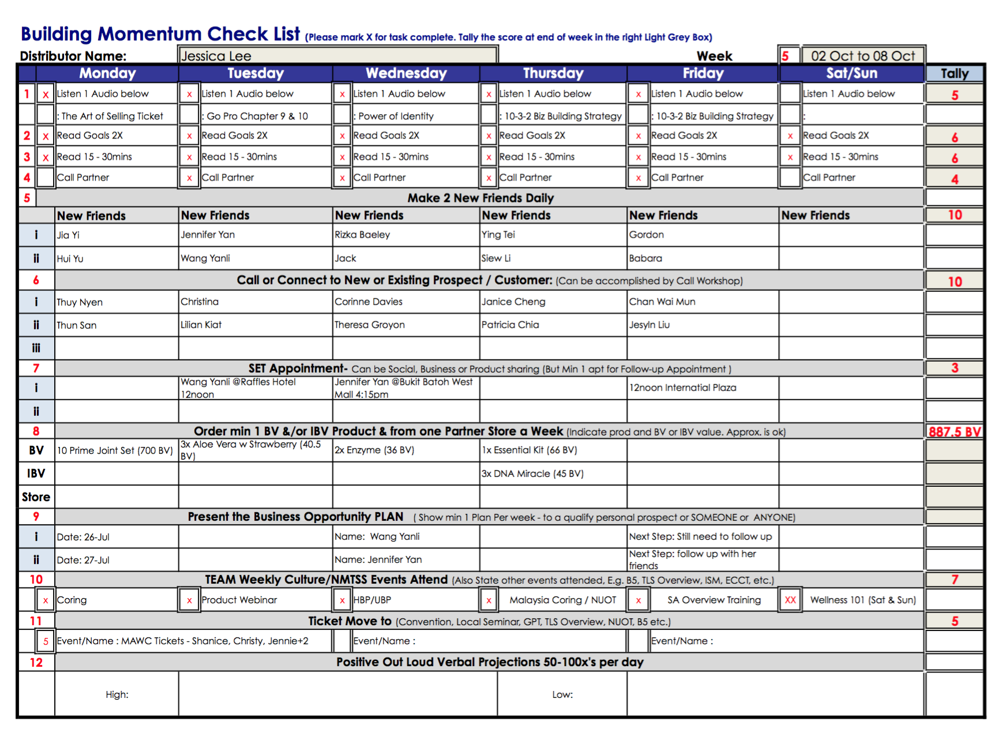 Building Momentum Check List (Please mark X for task complete. Tally the score at end of week in the right Light Grey Box)
Distributor Name: Jessica Lee Week 5 02 Oct to 08 Oct
Monday Tuesday Wednesday Thursday Friday Sat/Sun Tally
1 x Listen 1 Audio below x Listen 1 Audio below x Listen 1 Audio below x Listen 1 Audio below x Listen 1 Audio below Listen 1 Audio below 5
: The Art of Selling Ticket : Go Pro Chapter 9 & 10 : Power of Identity : 10-3-2 Biz Building Strategy : 10-3-2 Biz Building Strategy :
2 x Read Goals 2X x Read Goals 2X x Read Goals 2X x Read Goals 2X x Read Goals 2X x Read Goals 2X 6
3 x Read 15 - 30mins x Read 15 - 30mins x Read 15 - 30mins x Read 15 - 30mins x Read 15 - 30mins x Read 15 - 30mins 6
4 Call Partner x Call Partner x Call Partner x Call Partner x Call Partner Call Partner 4
5 Make 2 New Friends Daily
New Friends New Friends New Friends New Friends New Friends New Friends 10
i Jia Yi Jennifer Yan Rizka Baeley Ying Tei Gordon
ii Hui Yu Wang Yanli Jack Siew Li Babara
6 Call or Connect to New or Existing Prospect / Customer: (Can be accomplished by Call Workshop) 10
i Thuy Nyen Christina Corinne Davies Janice Cheng Chan Wai Mun
ii Thun San Lilian Kiat Theresa Groyon Patricia Chia Jesyln Liu
iii
7 SET Appointment- Can be Social, Business or Product sharing (But Min 1 apt for Follow-up Appointment ) 3
i Wang Yanli @Raffles Hotel 12noon Jennifer Yan @Bukit Batoh West Mall 4:15pm 12noon Internatial Plaza
ii
8 Order min 1 BV &/or IBV Product & from one Partner Store a Week (Indicate prod and BV or IBV value. Approx. is ok) 887.5 BV
BV 10 Prime Joint Set (700 BV) 3x Aloe Vera w Strawberry (40.5 BV) 2x Enzyme (36 BV) 1x Essential Kit (66 BV)
IBV 3x DNA Miracle (45 BV)
Store
9 Present the Business Opportunity PLAN ( Show min 1 Plan Per week - to a qualify personal prospect or SOMEONE or ANYONE)
i Date: 26-Jul Name: Wang Yanli Next Step: Still need to follow up
ii Date: 27-Jul Name: Jennifer Yan Next Step: follow up with her friends
10 TEAM Weekly Culture/NMTSS Events Attend (Also State other events attended, E.g. B5, TLS Overview, ISM, ECCT, etc.) 7
x Coring x Product Webinar x HBP/UBP x Malaysia Coring / NUOT x SA Overview Training XX Wellness 101 (Sat & Sun)
11 Ticket Move to (Convention, Local Seminar, GPT, TLS Overview, NUOT, B5 etc.) 5
5 Event/Name : MAWC Tickets - Shanice, Christy, Jennie+2 Event/Name : Event/Name :
12 Positive Out Loud Verbal Projections 50-100x's per day
High: Low: